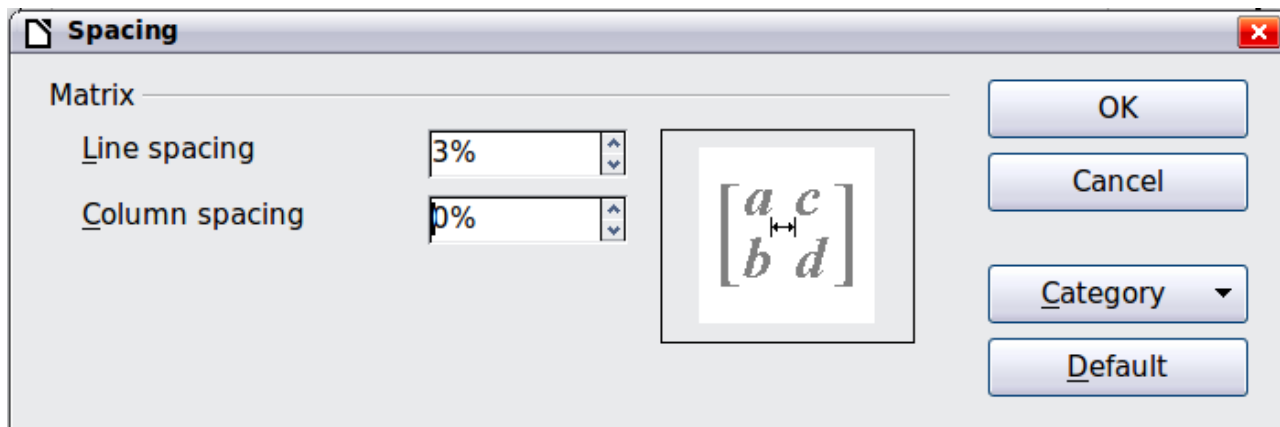 Spacing
Matrix
OK
Line spacing 3%
Cancel
Column spacing 0%
a c
b d
Category
Default